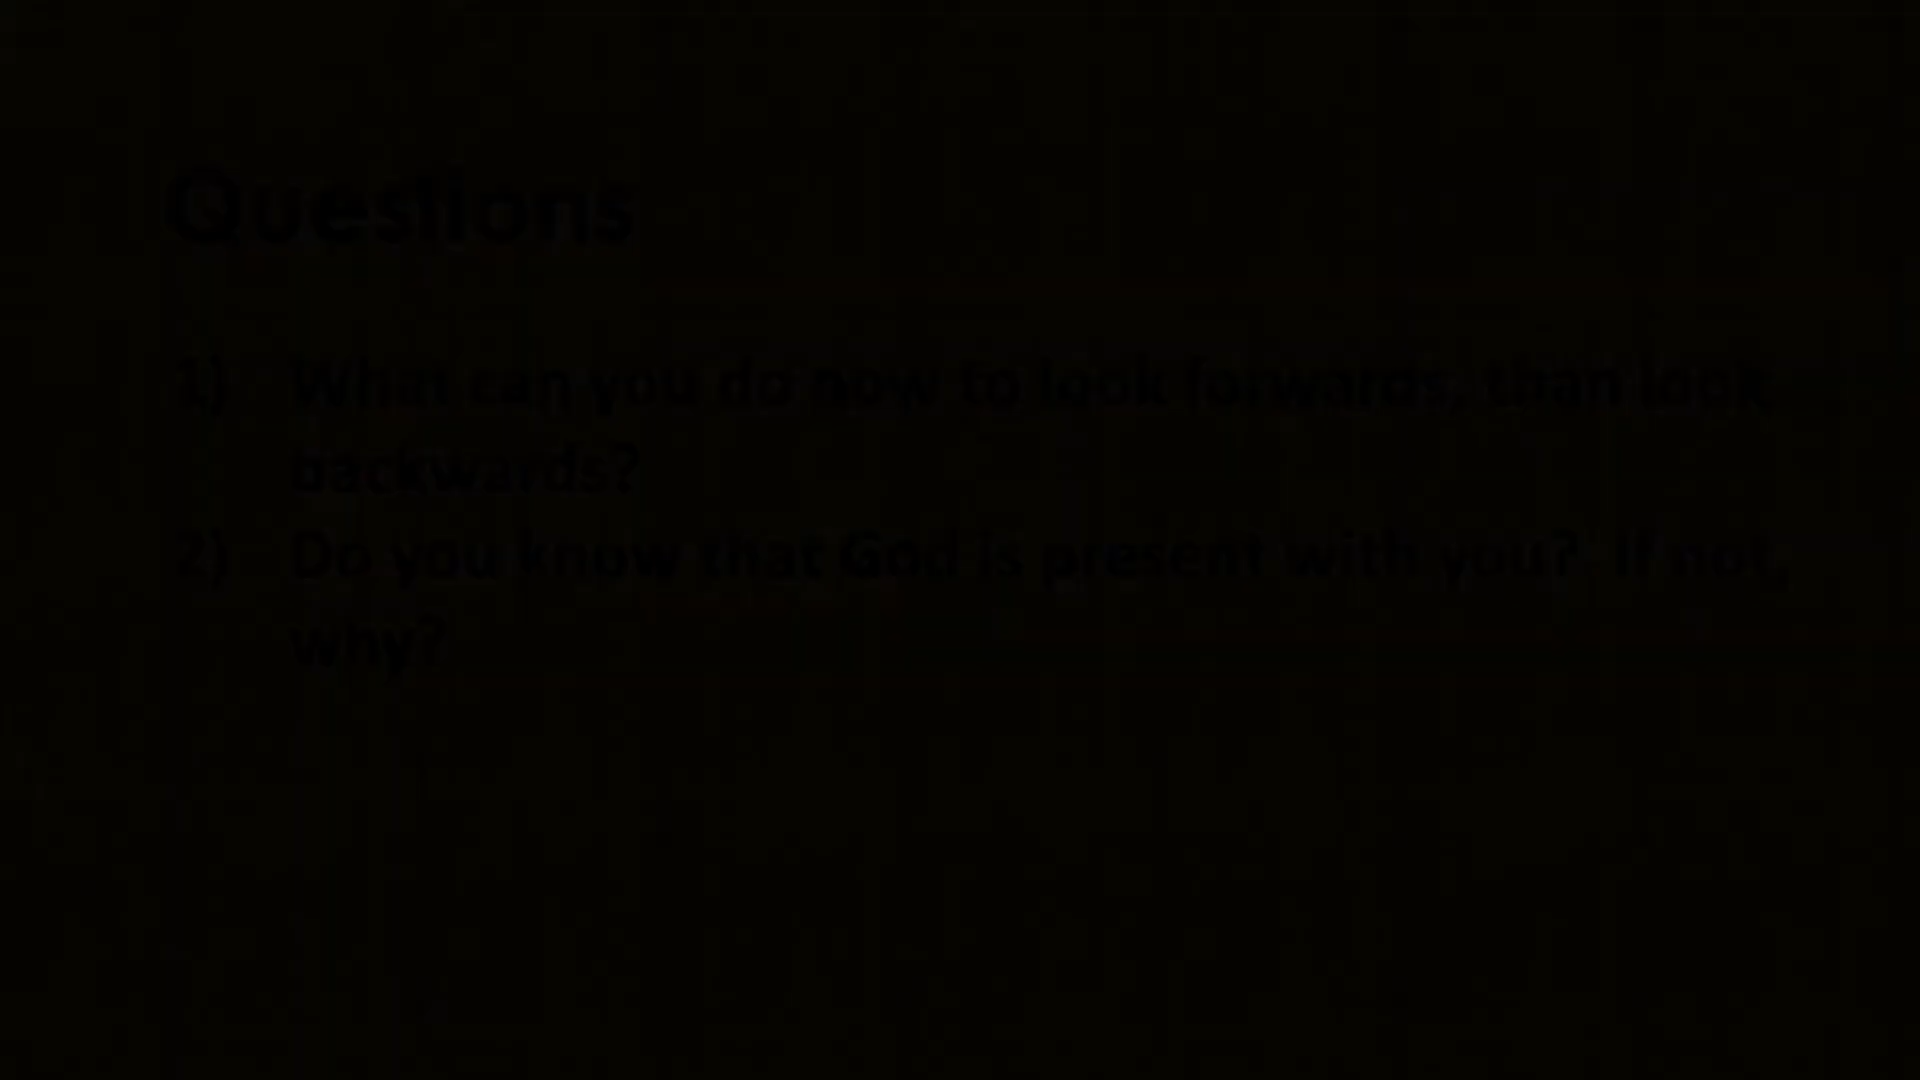 Questions
1) What can you do now to look forwards, than look
backwards?
2) Do you know that God is present with you? If not,
why?